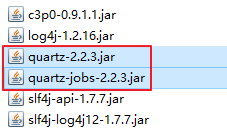 c3p0-0.9.1.1.jar
log4j-1.2.16.jar
quartz-2.2.3.jar
quartz-jobs-2.2.3.jar
slf4j-api-1.7.7.jar
slf4j-log4j12-1.7.7.jar